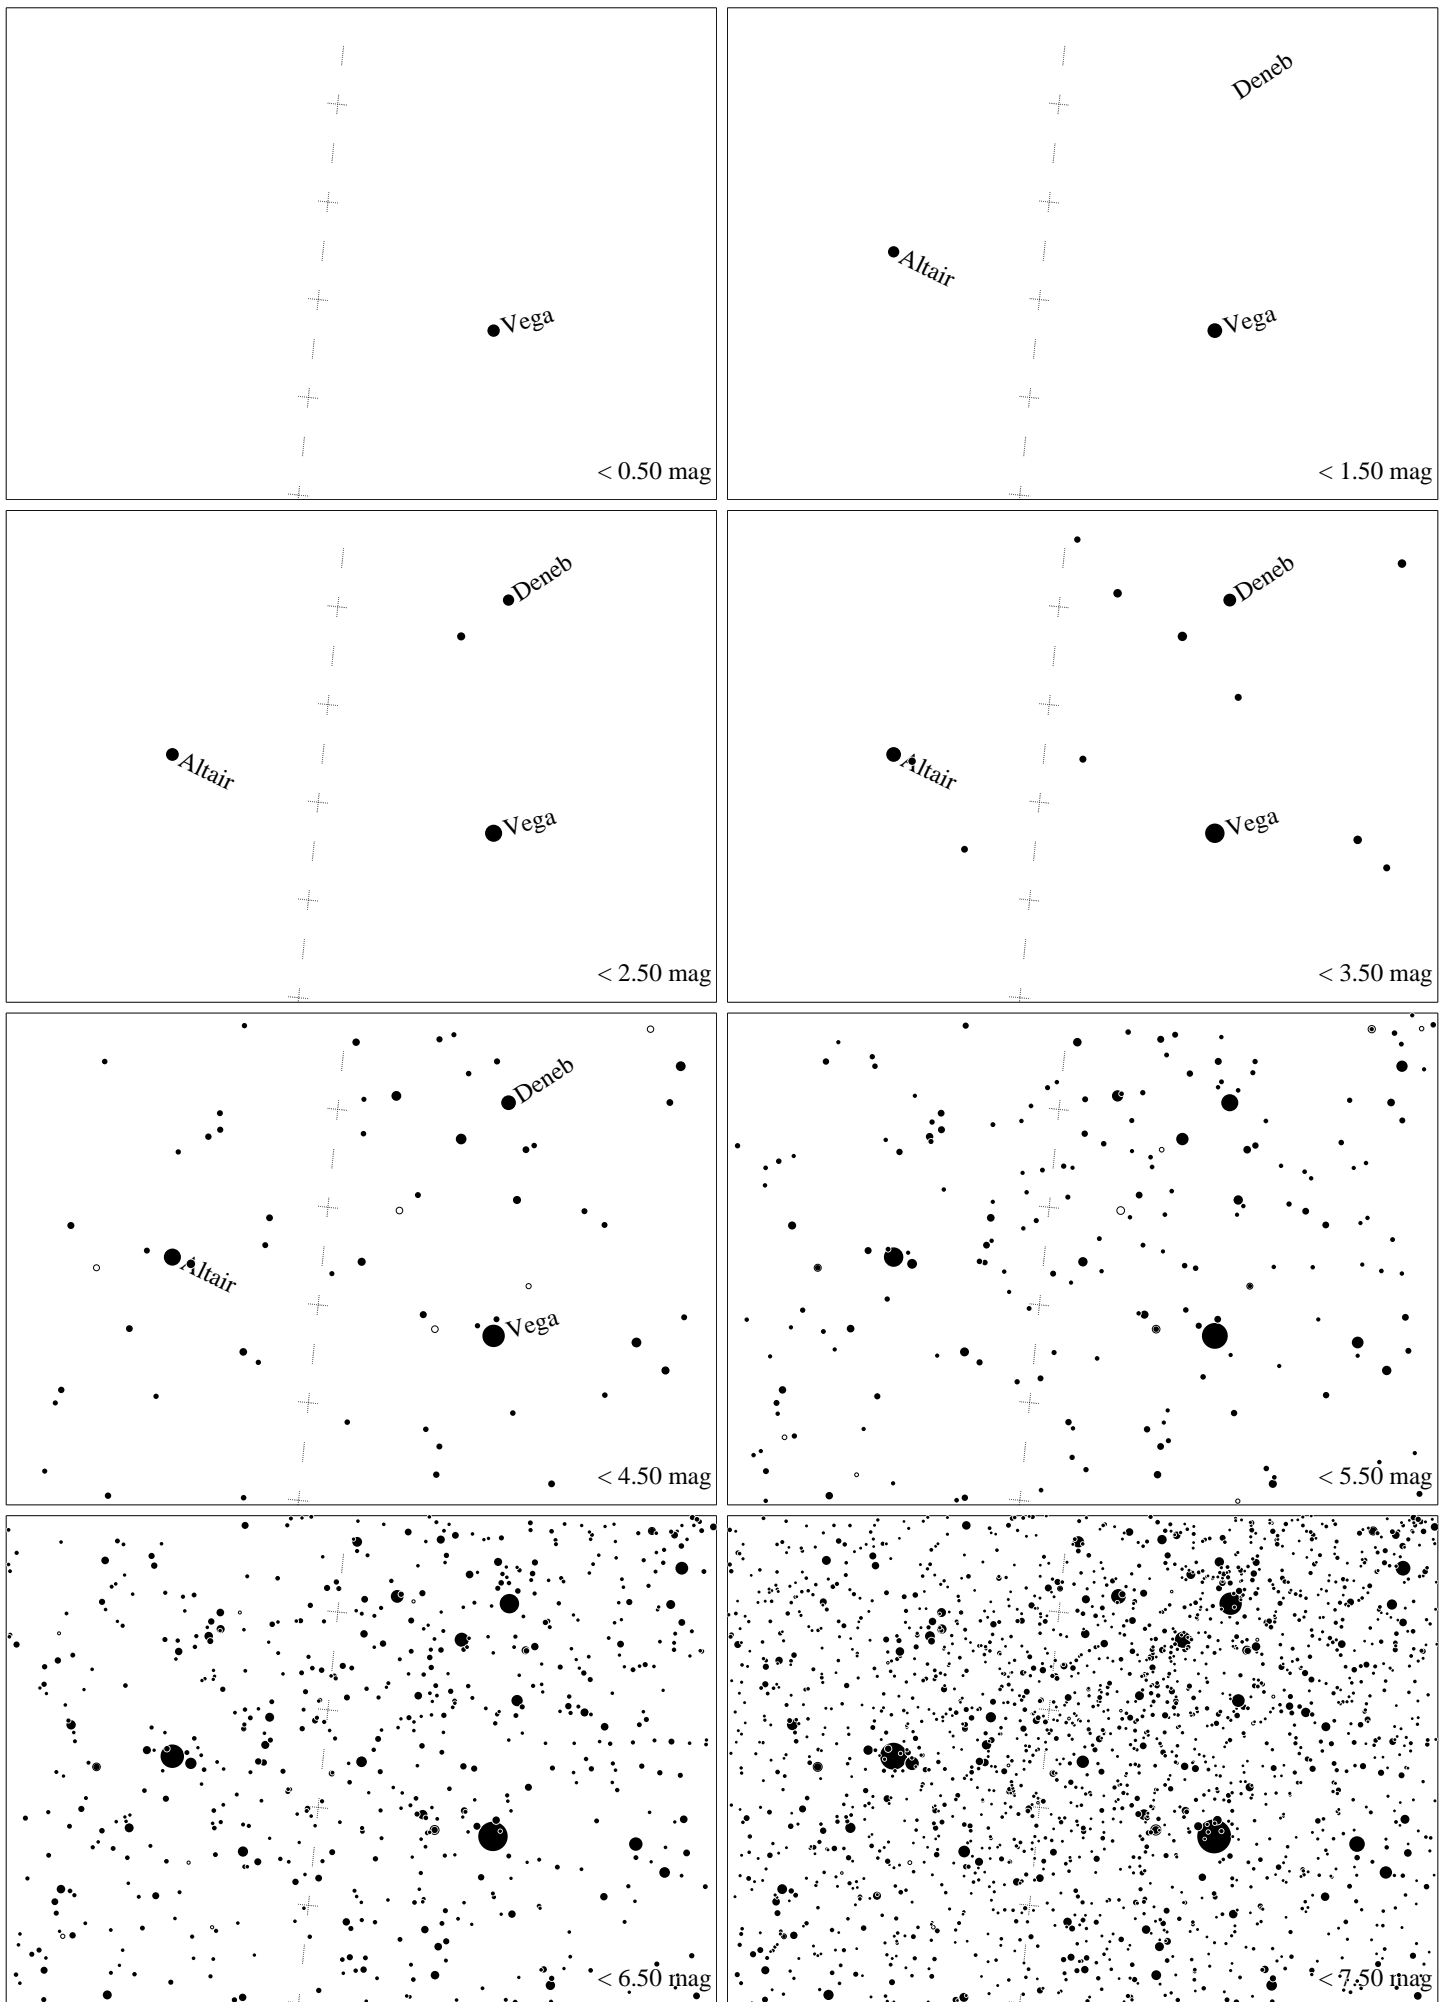 Vega
< 0.50 mag
Deneb
Altair
Vega
< 1.50 mag
Deneb
Altair
Vega
< 2.50 mag
Deneb
Altair
Vega
< 3.50 mag
Deneb
Altair
Vega
< 4.50 mag
< 5.50 mag
< 6.50 mag
< 7.50 mag